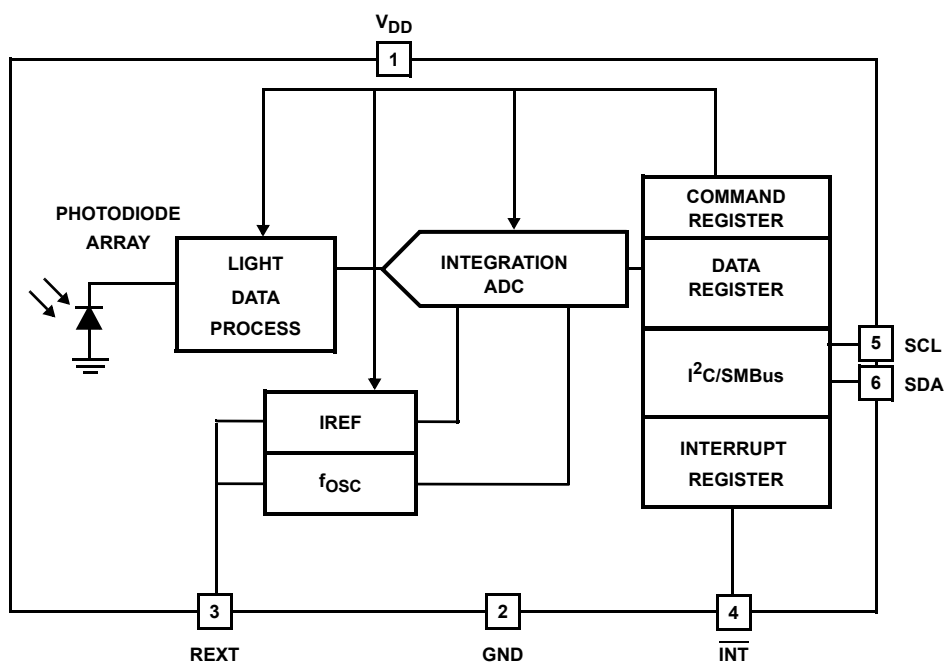 VDD
1
COMMAND
REGISTER
PHOTODIODE
ARRAY
LIGHT
DATA
PROCESS
INTEGRATION
ADC
DATA
REGISTER
I2C/SMBus
5
SCL
6
SDA
IREF
fOSC
INTERRUPT
REGISTER
3
2
4
REXT
GND
INT